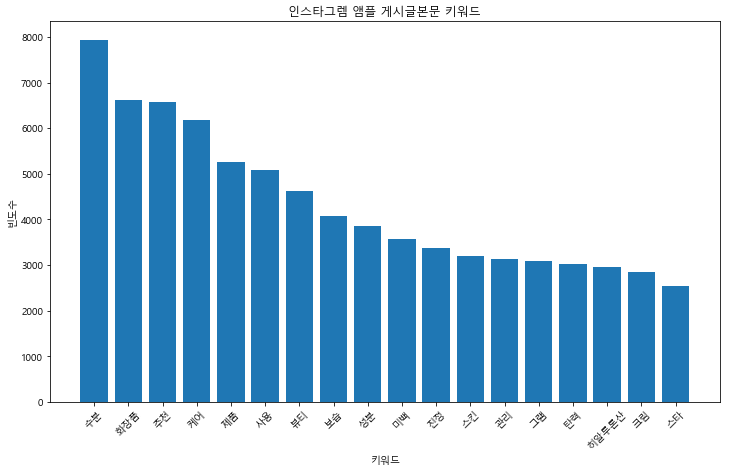 인스타그램 앰플 게시글본문 키워드
빈도수
8000
7000
6000
5000
4000
3000
2000
1000
0
수분
화장품
추천
케어
제품
사용
뷰티
보습
성분
미백
진정
스킨
관리
그램
탄력
히알루론산
크림
스타
키워드